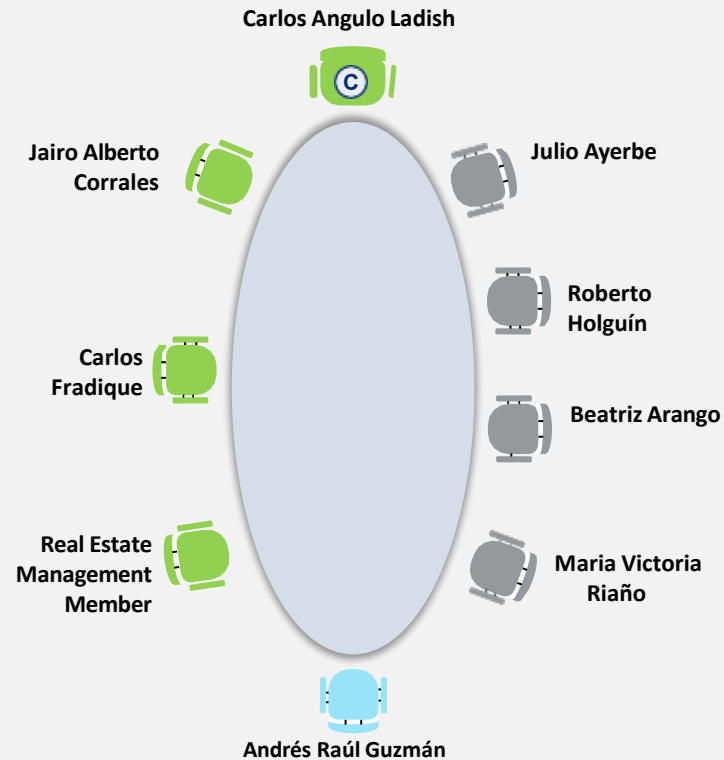 Carlos Angulo Ladish
C
Jairo Alberto
Corrales
Julio Ayerbe
Roberto
Holguín
Carlos
Fradique
Beatriz Arango
Real Estate
Management
Member
Maria Victoria
Riaño
Andrés Raúl Guzmán